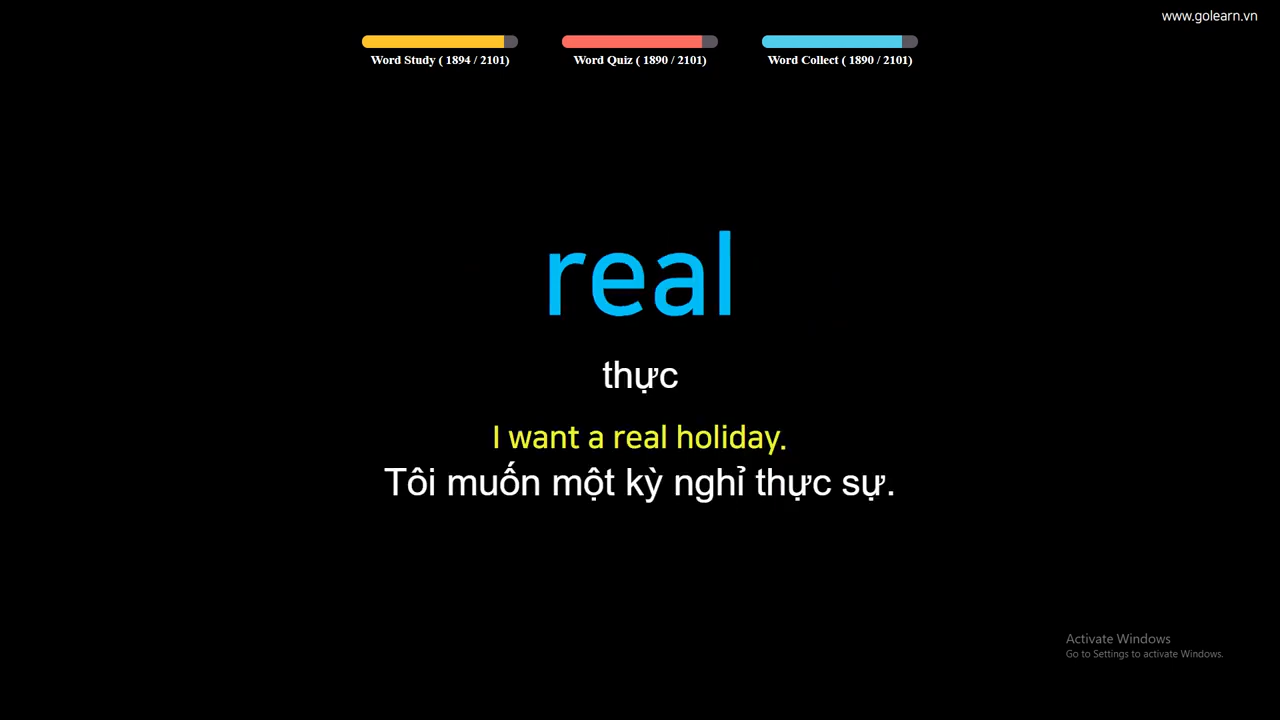 www.golearn.vn
Word Study ( 1894 / 2101)
Word Quiz ( 1890 / 2101)
Word Collect ( 1890 / 2101)
real
thực
I want a real holiday.
Tôi muốn một kỳ nghỉ thực sự.
Activate Windows
Go to Settings to activate Windows.